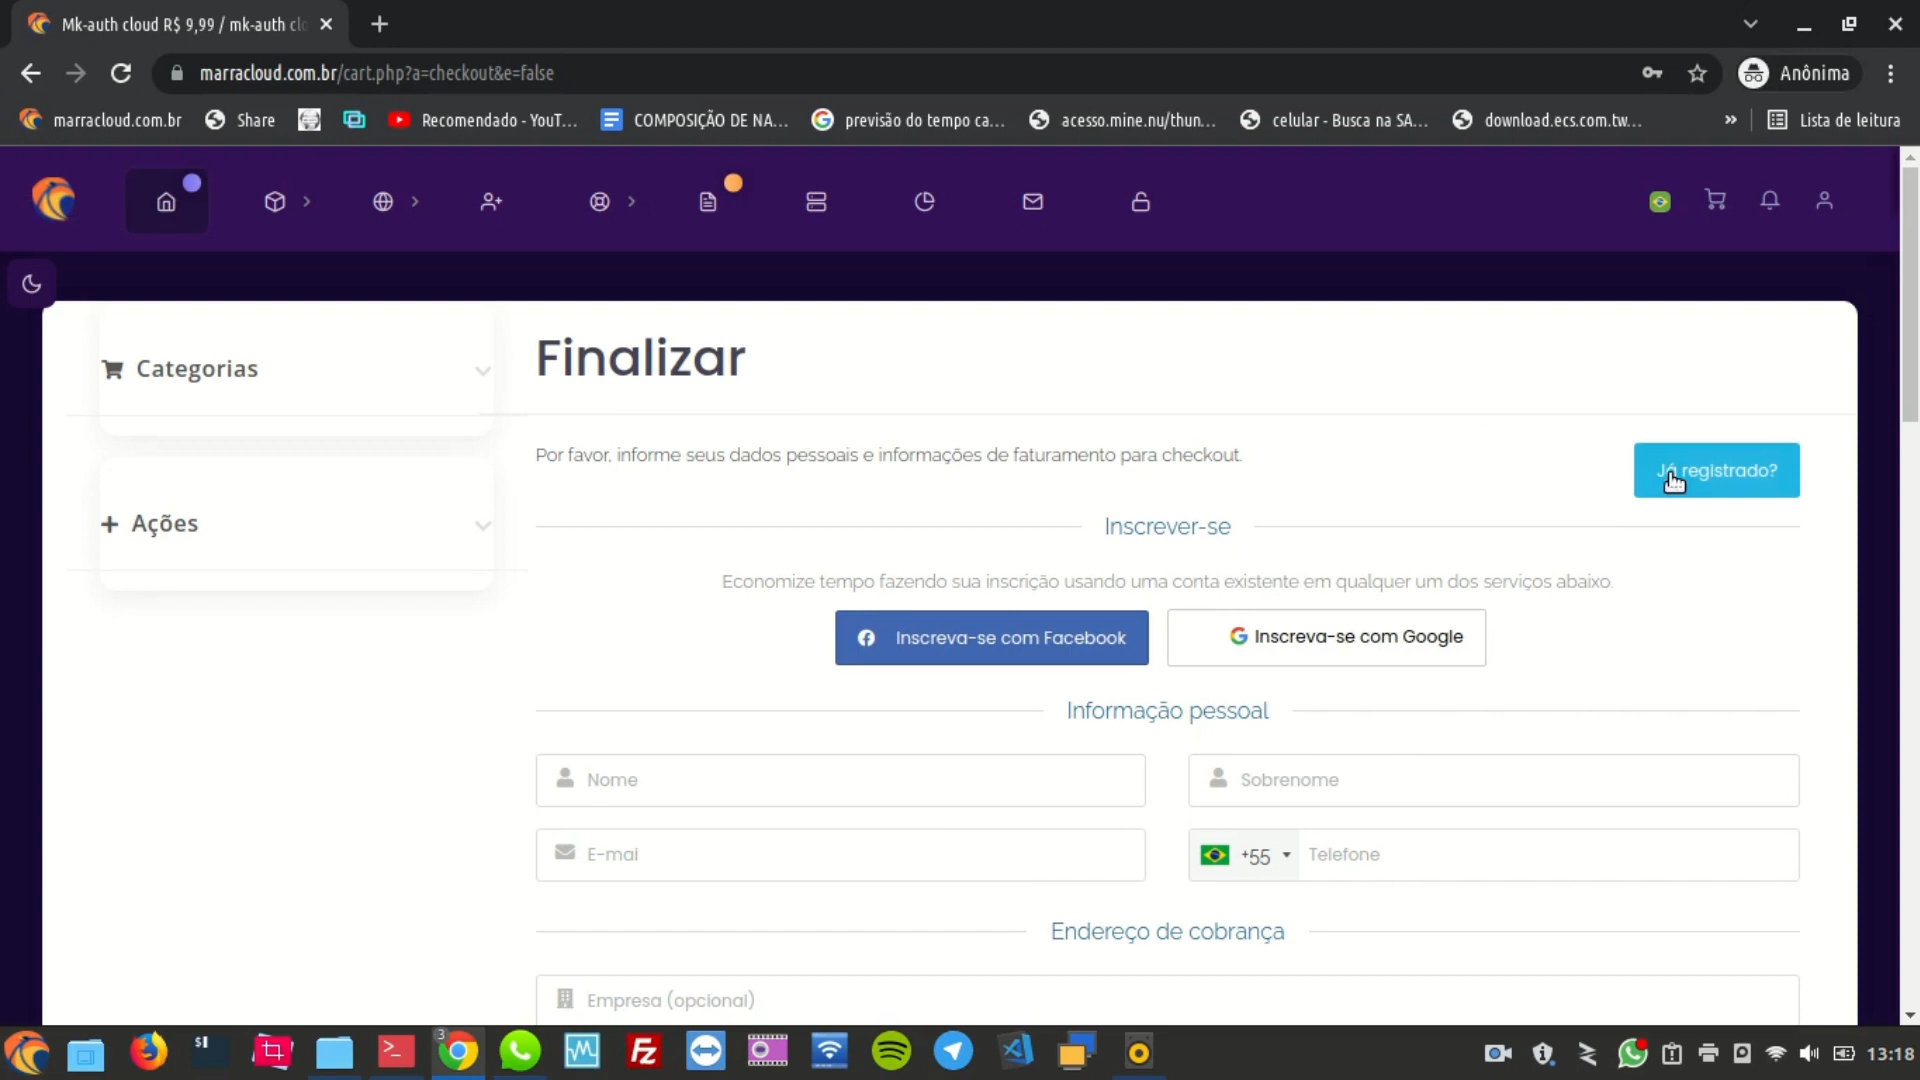 Mk-auth cloud R$ 9,99 / mk-auth clo
marracloud.com.br/cart.php?a=checkout&e=false
Anônima
marracloud.com.br
Share
Recomendado - YouT...
COMPOSIÇÃO DE NA...
previsão do tempo ca...
acesso.mine.nu/thun...
celular - Busca na SA...
download.ecs.com.tw...
»
Lista de leitura
Categorias
Finalizar
Por favor, informe seus dados pessoais e informações de faturamento para checkout.
Já registrado?
Ações
Inscrever-se
Economize tempo fazendo sua inscrição usando uma conta existente em qualquer um dos serviços abaixo.
Inscreva-se com Facebook
Inscreva-se com Google
Informação pessoal
Nome
Sobrenome
E-mai
+55
Telefone
Endereço de cobrança
Empresa (opcional)
$I
3
Fz
13:18